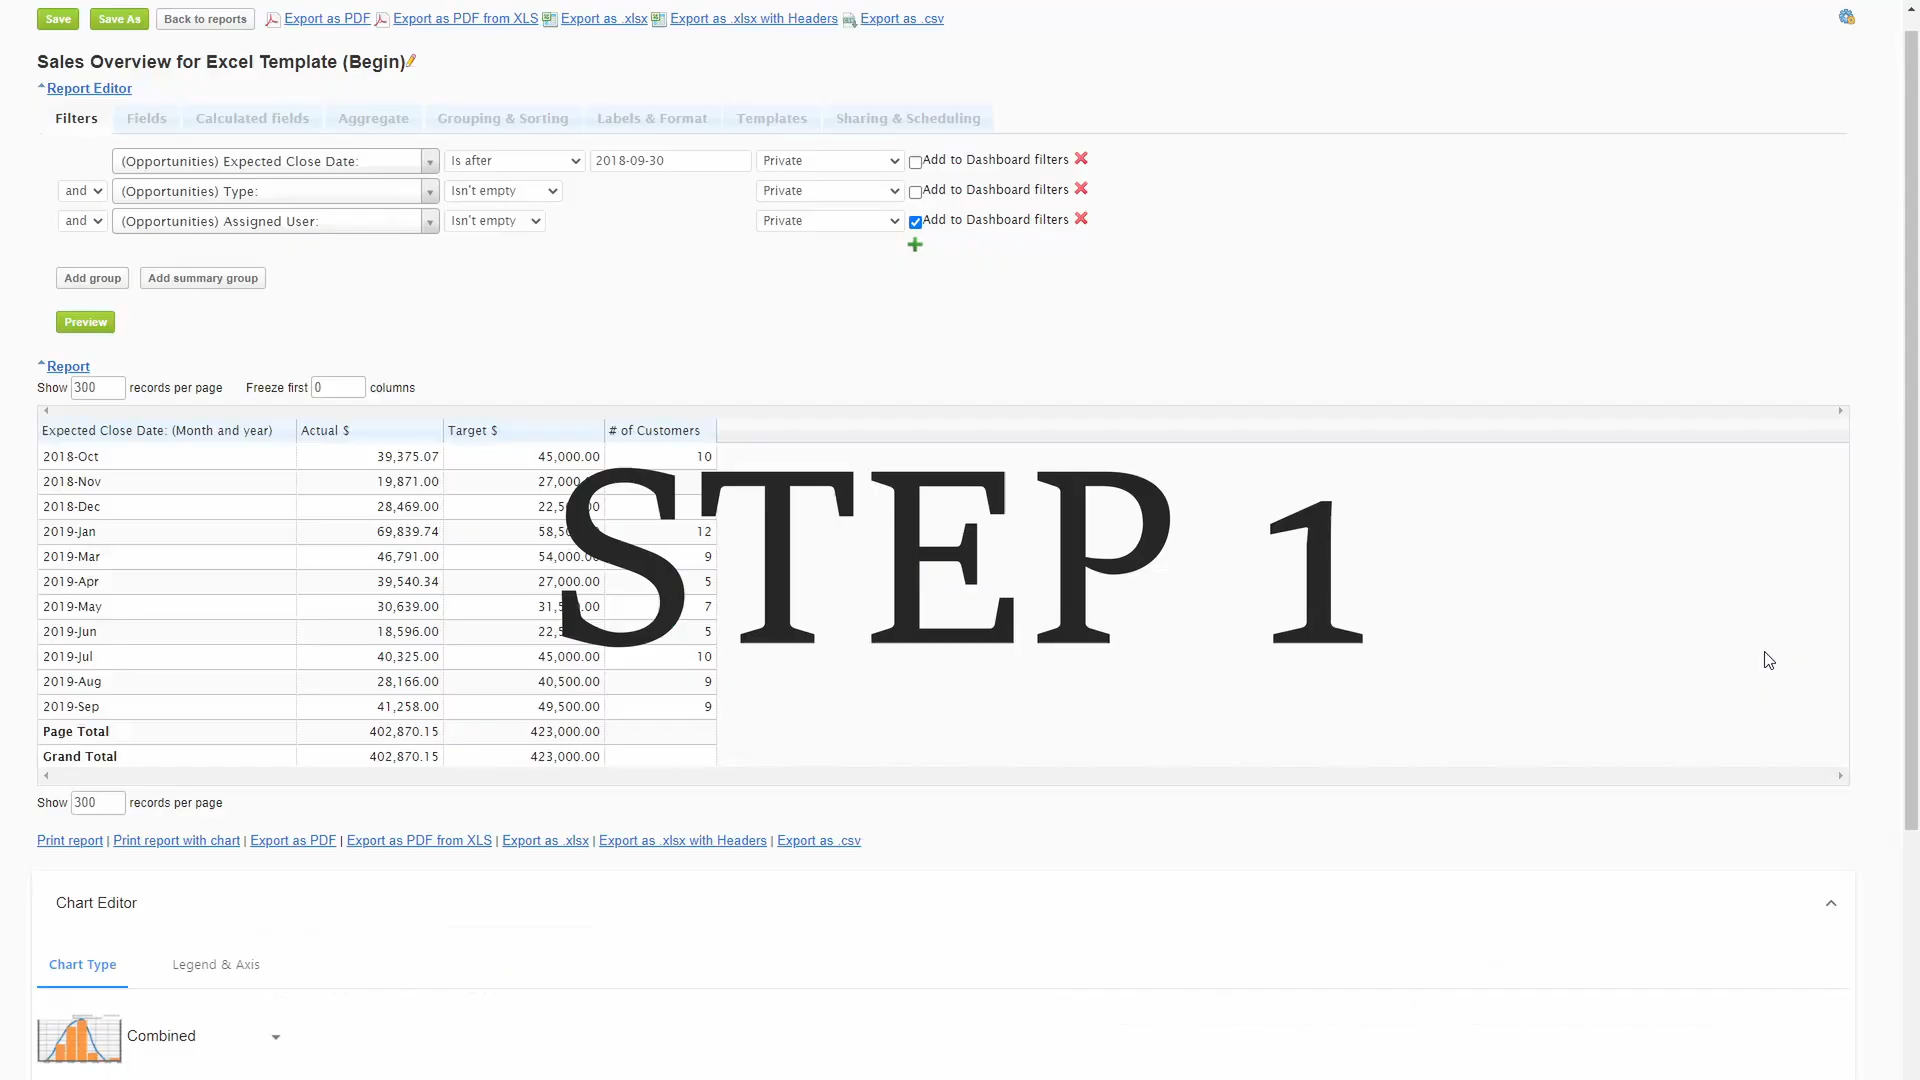 Save Save As Back to reports Export as PDF Export as PDF from XLS Export as .xlsx Export as .xlsx with Headers Export as .csv
Sales Overview for Excel Template (Begin)
Report Editor
Filters Fields Calculated fields Aggregate Grouping & Sorting Labels & Format Templates Sharing & Scheduling
(Opportunities) Expected Close Date: Is after 2018-09-30 Private Add to Dashboard filters
and (Opportunities) Type: Isn't empty Private Add to Dashboard filters
and (Opportunities) Assigned User: Isn't empty Private Add to Dashboard filters
Add group Add summary group
Preview
Report
Show 300 records per page Freeze first 0 columns
Expected Close Date: (Month and year) Actual $ Target $ # of Customers
2018-Oct 39,375.07 45,000.00 10
2018-Nov 19,871.00
2018-Dec 28,469.00
2019-Jan 69,839.74 12
2019-Mar 46,791.00 9
2019-Apr 39,540.34 27,000.00 5
2019-May 30,639.00 7
2019-Jun 18,596.00 5
2019-Jul 40,325.00 45,000.00 10
2019-Aug 28,166.00 40,500.00 9
2019-Sep 41,258.00 49,500.00 9
Page Total 402,870.15 423,000.00
Grand Total 402,870.15 423,000.00
STEP 1
Show 300 records per page
Print report | Print report with chart | Export as PDF | Export as PDF from XLS | Export as .xlsx | Export as .xlsx with Headers | Export as .csv
Chart Editor
Chart Type Legend & Axis
Combined